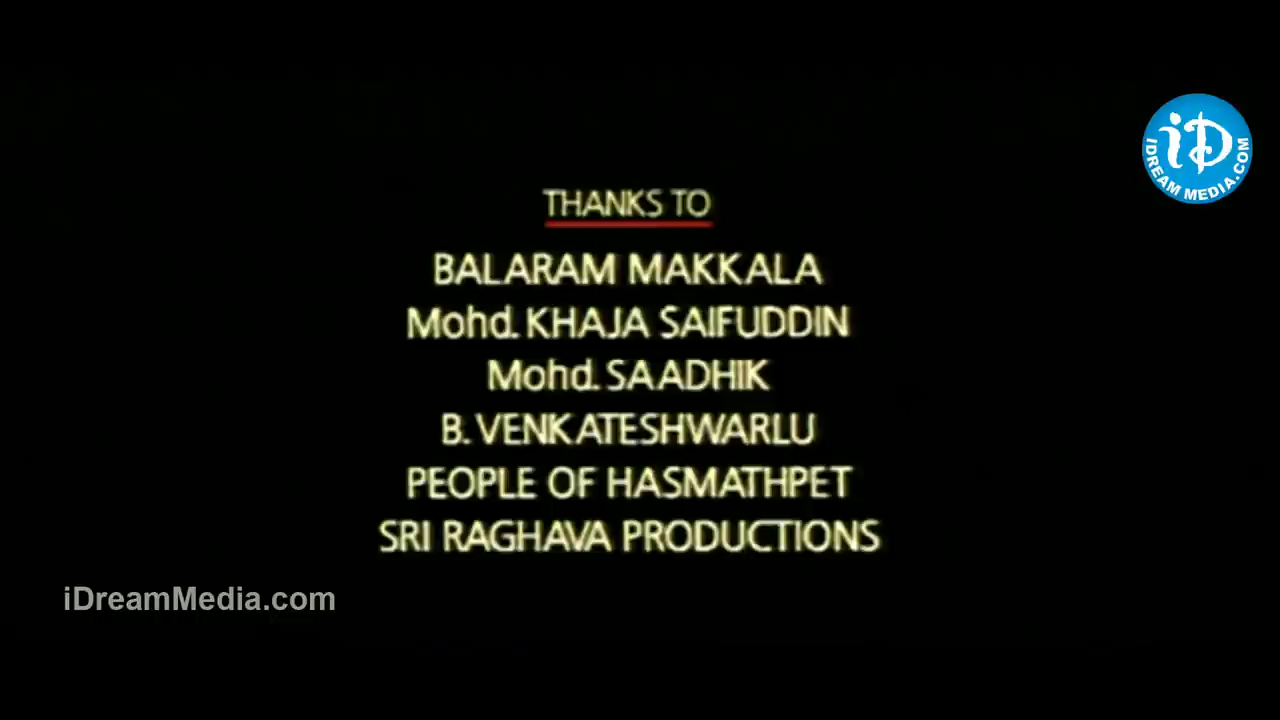 iD
IDREAM MEDIA.COM
THANKS TO
BALARAM MAKKALA
Mohd. KHAJA SAIFUDDIN
Mohd. SAADHIK
B. VENKATESHWARLU
PEOPLE OF HASMATHPET
SRI RAGHAVA PRODUCTIONS
iDreamMedia.com